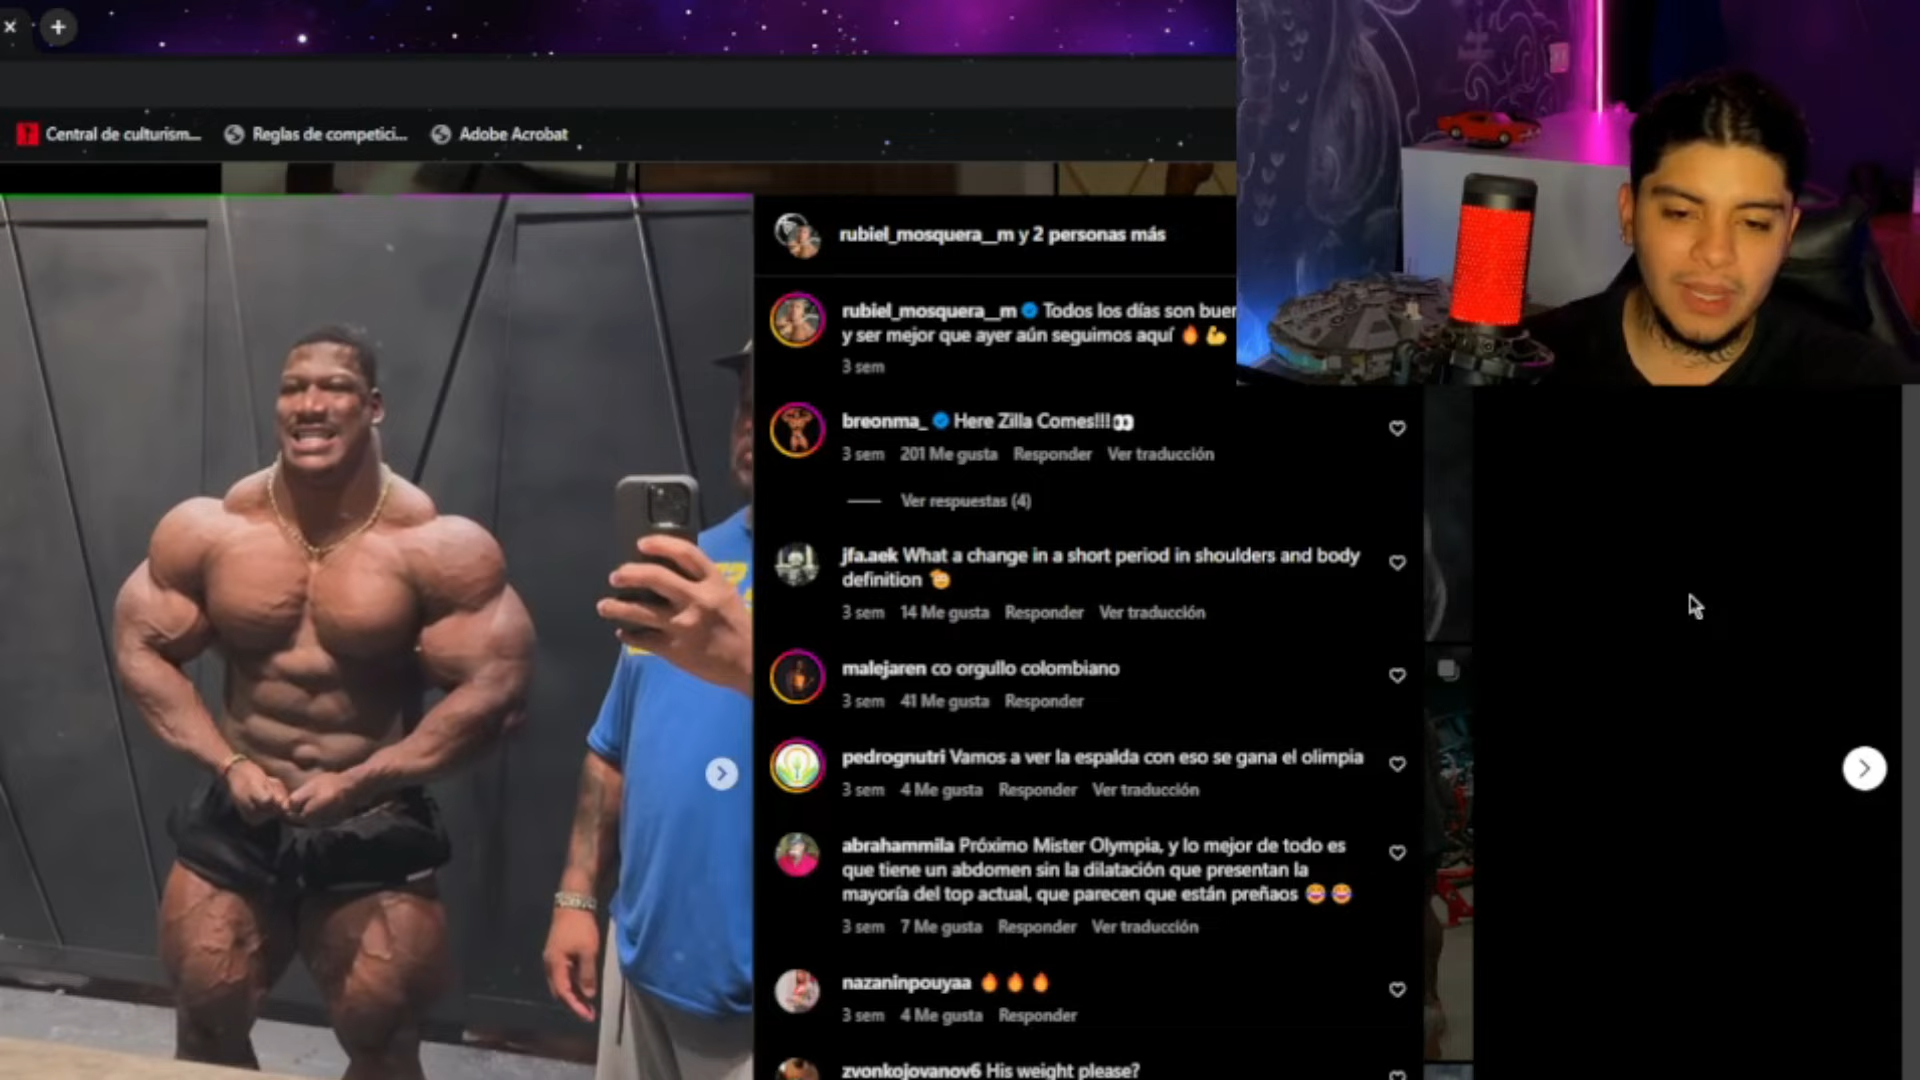 Central de culturism...
Reglas de competici...
Adobe Acrobat
rubiel_mosquera__m y 2 personas más
rubiel_mosquera__m Todos los días son buen
y ser mejor que ayer aún seguimos aquí 🔥💪
3 sem
breonma_ Here Zilla Comes!!!👀
3 sem 201 Me gusta Responder Ver traducción
Ver respuestas (4)
jfa.aek What a change in a short period in shoulders and body
definition
3 sem 14 Me gusta Responder Ver traducción
malejaren co orgullo colombiano
3 sem 41 Me gusta Responder
pedrognutri Vamos a ver la espalda con eso se gana el olimpia
3 sem 4 Me gusta Responder Ver traducción
abrahammila Próximo Mister Olympia, y lo mejor de todo es
que tiene un abdomen sin la dilatación que presentan la
mayoría del top actual, que parecen que están preñaos 😂😂
3 sem 7 Me gusta Responder Ver traducción
nazaninpouyaa 🔥🔥🔥
3 sem 4 Me gusta Responder
zvonkojovanov6 His weight please?